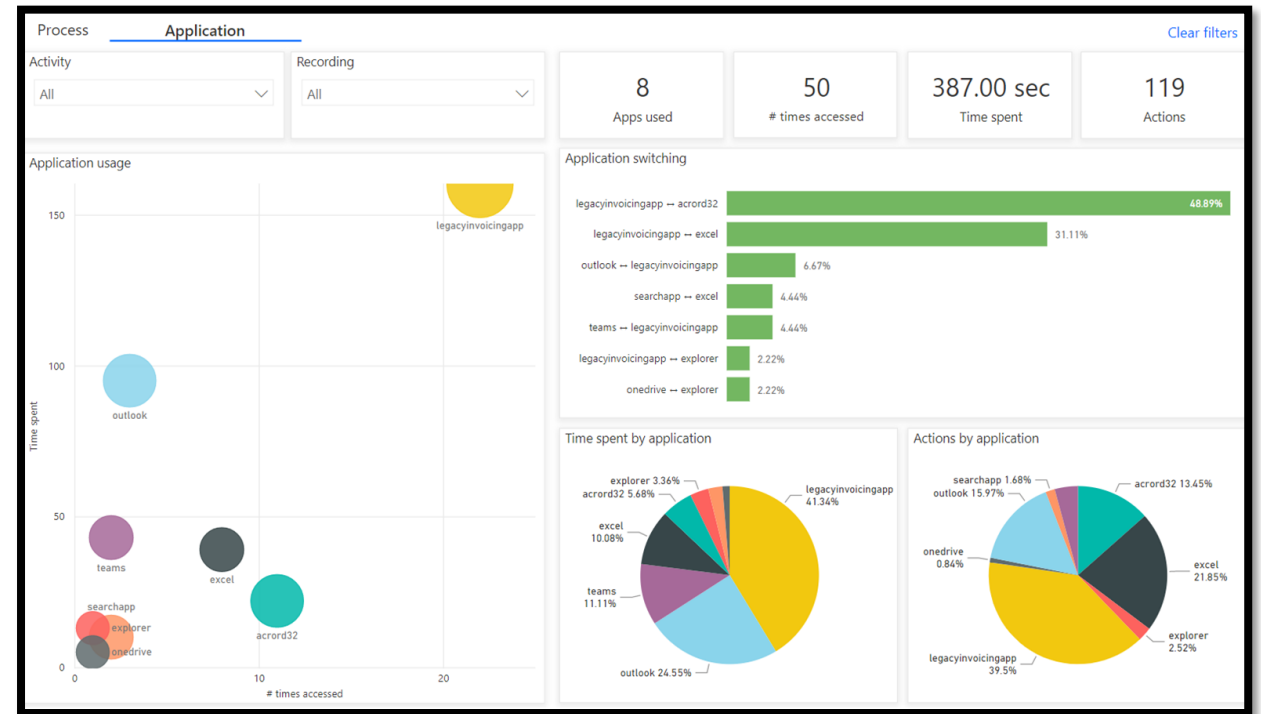 Process
Application
Clear filters
Activity
All
Recording
All
8
Apps used
50
# times accessed
387.00 sec
Time spent
119
Actions
Application usage
150
100
50
0
0
10
20
Time spent
# times accessed
legacyinvoicingapp
outlook
teams
excel
searchapp
explorer
onedrive
acrord32
Application switching
legacyinvoicingapp ↔ acrord32
48.89%
legacyinvoicingapp ↔ excel
31.11%
outlook ↔ legacyinvoicingapp
6.67%
searchapp ↔ excel
4.44%
teams ↔ legacyinvoicingapp
4.44%
legacyinvoicingapp ↔ explorer
2.22%
onedrive ↔ explorer
2.22%
Time spent by application
explorer 3.36%
acrord32 5.68%
excel
10.08%
teams
11.11%
outlook 24.55%
legacyinvoicingapp
41.34%
Actions by application
searchapp 1.68%
outlook 15.97%
onedrive
0.84%
legacyinvoicingapp
39.5%
acrord32 13.45%
excel
21.85%
explorer
2.52%